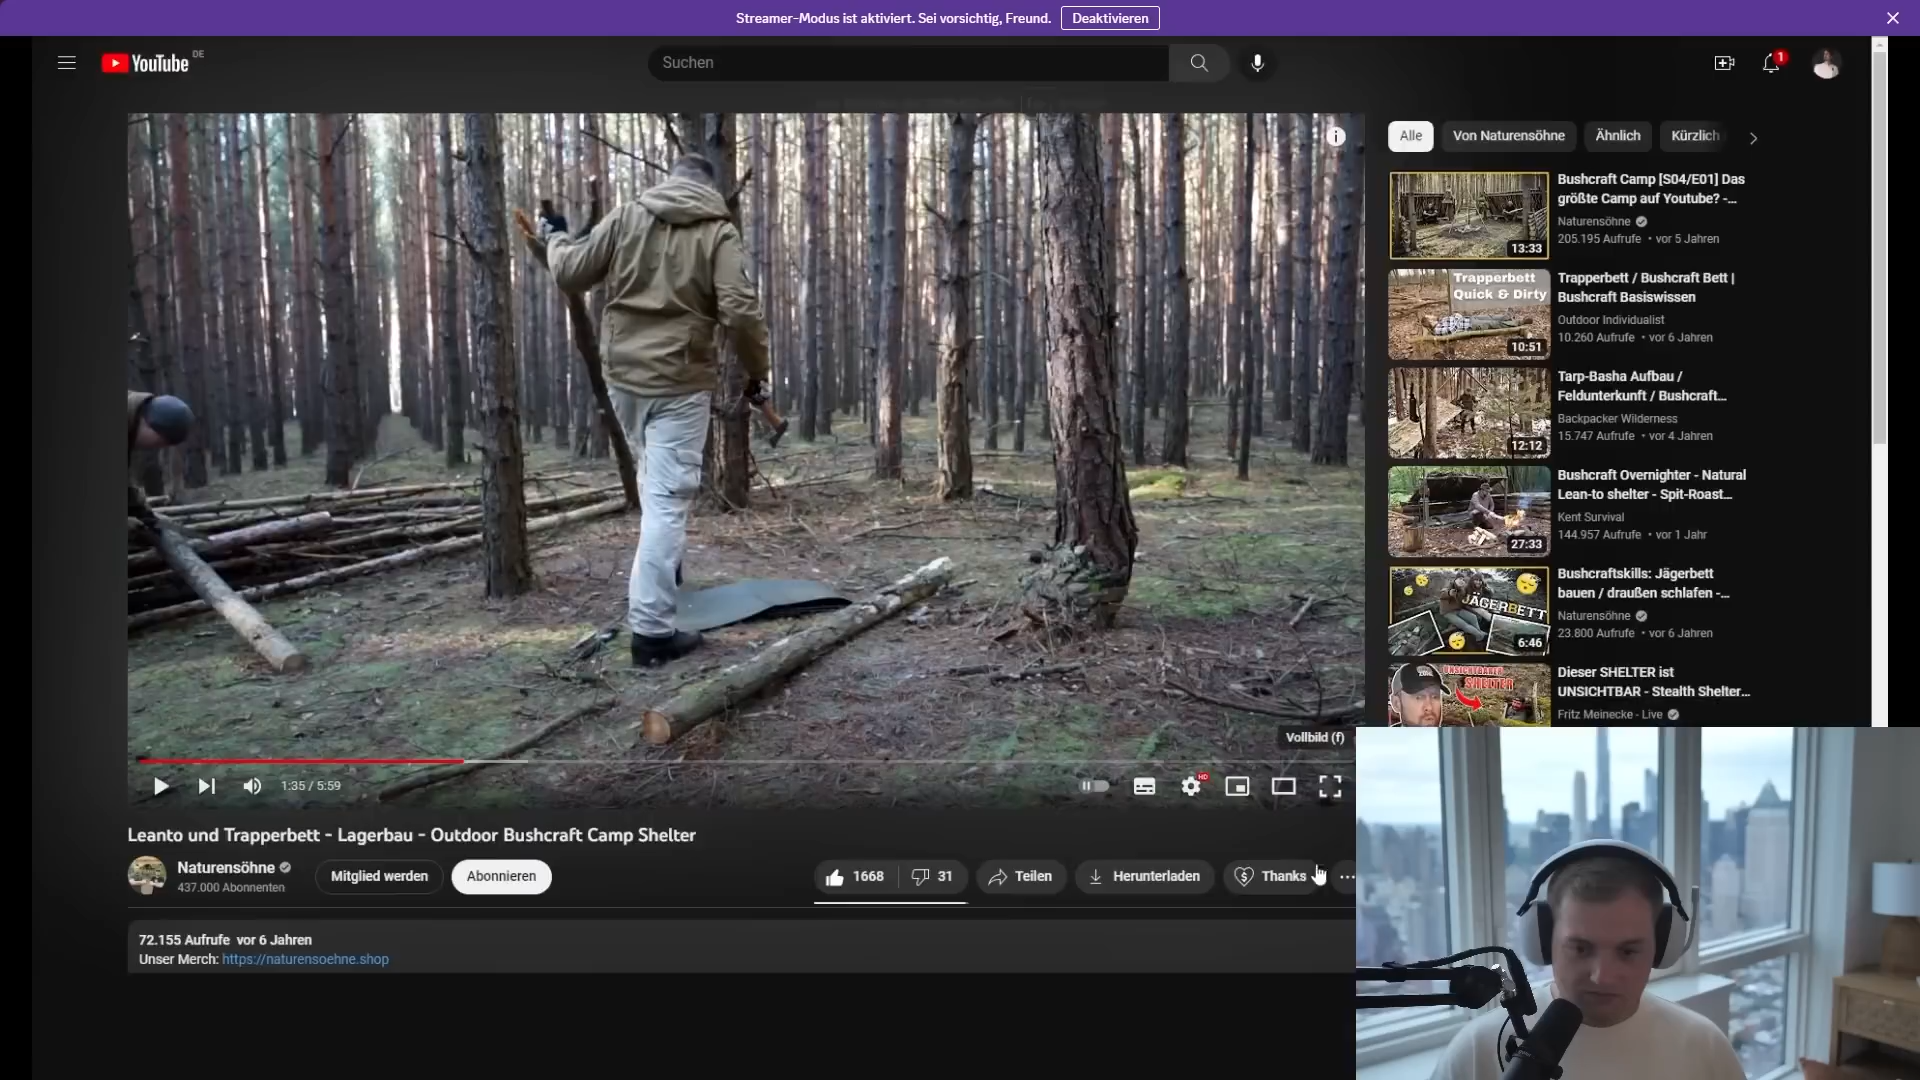 Streamer-Modus ist aktiviert. Sei vorsichtig, Freund. Deaktivieren
YouTube DE
Suchen
1
Alle
Von Naturensöhne
Ähnlich
Kürzlich
Bushcraft Camp [S04/E01] Das
größte Camp auf Youtube? -...
Naturensöhne
205.195 Aufrufe • vor 5 Jahren
13:33
Trapperbett
Quick & Dirty
10:51
Trapperbett / Bushcraft Bett |
Bushcraft Basiswissen
Outdoor Individualist
10.260 Aufrufe • vor 6 Jahren
12:12
Tarp-Basha Aufbau /
Feldunterkunft / Bushcraft...
Backpacker Wilderness
15.747 Aufrufe • vor 4 Jahren
27:33
Bushcraft Overnighter - Natural
Lean-to shelter - Spit-Roast...
Kent Survival
144.957 Aufrufe • vor 1 Jahr
JÄGERBETT
6:46
Bushcraftskills: Jägerbett
bauen / draußen schlafen -...
Naturensöhne
23.800 Aufrufe • vor 6 Jahren
UNSICHTBARER
SHELTER
Dieser SHELTER ist
UNSICHTBAR - Stealth Shelter...
Fritz Meinecke - Live
Vollbild (f)
1:35 / 5:59
HD
Leanto und Trapperbett - Lagerbau - Outdoor Bushcraft Camp Shelter
Naturensöhne
437.000 Abonnenten
Mitglied werden
Abonnieren
1668
31
Teilen
Herunterladen
Thanks
72.155 Aufrufe vor 6 Jahren
Unser Merch: https://naturensoehne.shop